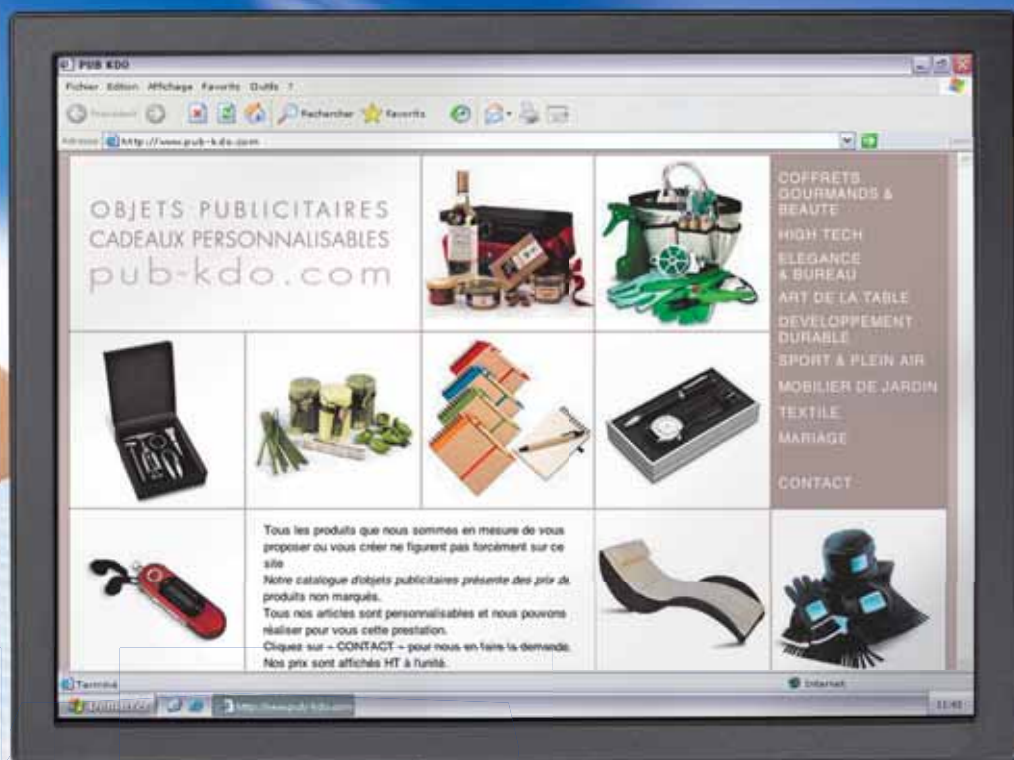 PUB KDO
Fichier Edition Affichage Favoris Outils ?
Précédent Rechercher Favoris
Adresse http://www.pub-kdo.com
OBJETS PUBLICITAIRES
CADEAUX PERSONNALISABLES
pub-kdo.com
COFFRETS
GOURMANDS &
BEAUTE
HIGH TECH
ELEGANCE
& BUREAU
ART DE LA TABLE
DEVELOPPEMENT
DURABLE
SPORT & PLEIN AIR
MOBILIER DE JARDIN
TEXTILE
MARIAGE
CONTACT
Tous les produits que nous sommes en mesure de vous
proposer ou vous créer ne figurent pas forcément sur ce
site
Notre catalogue d'objets publicitaires présente des prix de
produits non marqués.
Tous nos articles sont personnalisables et nous pouvons
réaliser pour vous cette prestation.
Cliquez sur « CONTACT » pour nous en faire la demande.
Nos prix sont affichés HT à l'unité.
Terminé
Internet
Démarrer http://www.pub-kdo.com
11:41